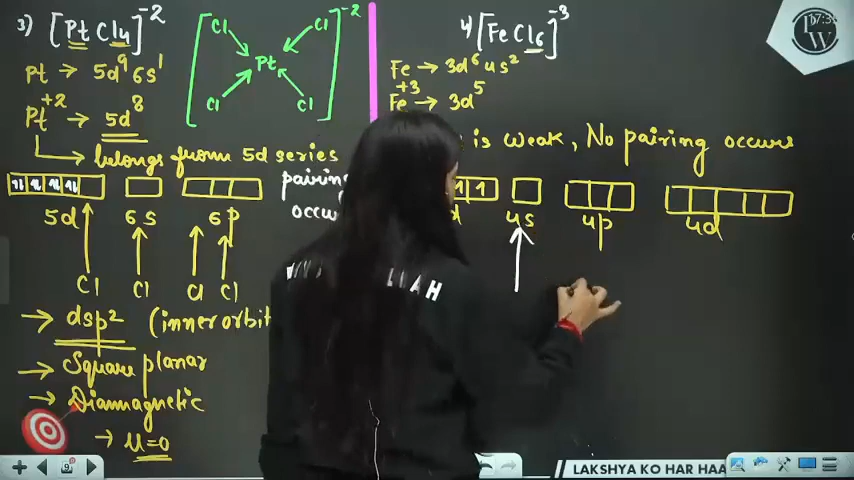 3) [PtCl4]-2
Pt → 5d9 6s1
Pt+2 → 5d8
↳ belongs from 5d series
pairing
occu
5d 6s 6p
Cl Cl Cl Cl
→ dsp2 (inner orbit
→ Square planar
→ Diamagnetic
→ μ=0
[Cl Cl Pt Cl Cl]-2
4) [FeCl6]-3
Fe → 3d6 4s2
Fe+3 → 3d5
is weak, No pairing occurs
d 4s 4p 4d
LIAH
PW
LAKSHYA KO HAR HAA